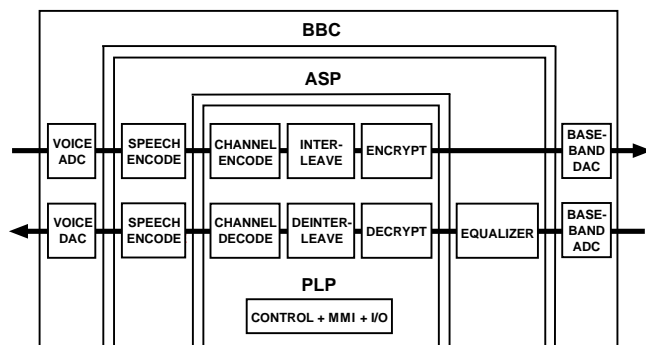 BBC
ASP
VOICE
ADC
SPEECH
ENCODE
CHANNEL
ENCODE
INTER-
LEAVE
ENCRYPT
BASE-
BAND
DAC
VOICE
DAC
SPEECH
ENCODE
CHANNEL
DECODE
DEINTER-
LEAVE
DECRYPT
EQUALIZER
BASE-
BAND
ADC
PLP
CONTROL + MMI + I/O